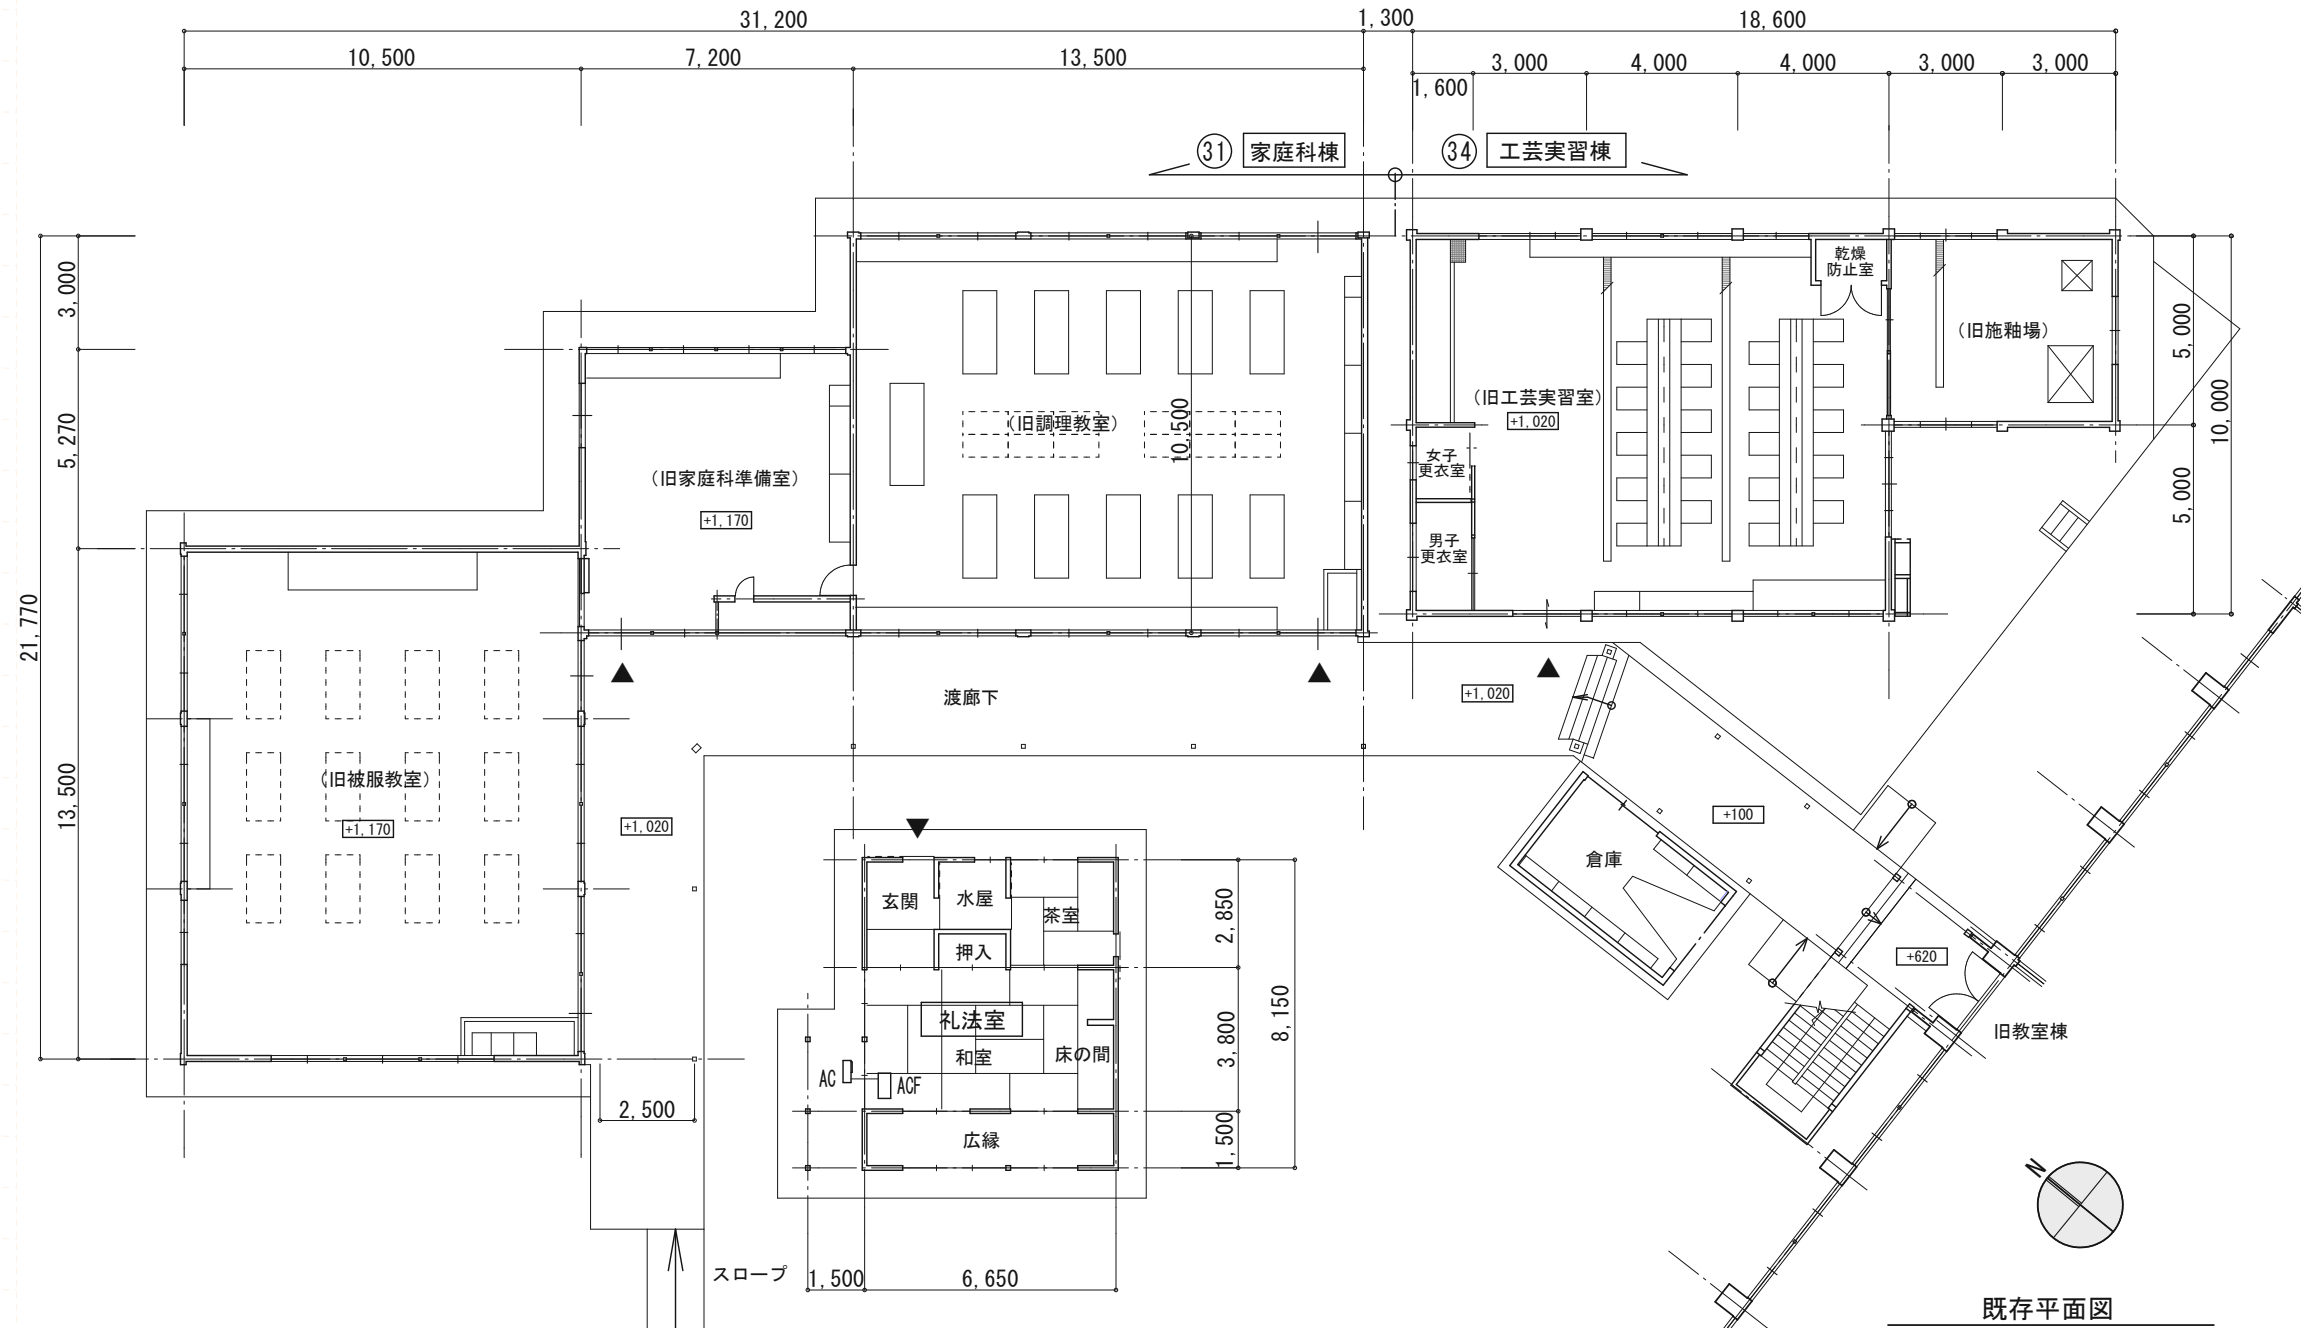 31,200
1,300
18,600
10,500
7,200
13,500
3,000
4,000
4,000
3,000
3,000
1,600
31
家庭科棟
34
工芸実習棟
乾燥
防止室
3,000
5,270
13,500
21,770
(旧施釉場)
5,000
10,000
5,000
(旧工芸実習室)
+1,020
(旧調理教室)
10,500
女子
更衣室
(旧家庭科準備室)
+1,170
男子
更衣室
渡廊下
+1,020
(旧被服教室)
+1,170
+1,020
+100
倉庫
玄関
水屋
茶室
押入
2,850
+620
礼法室
和室
床の間
3,800
8,150
旧教室棟
AC
ACF
2,500
広縁
1,500
N
スロープ
1,500
6,650
既存平面図